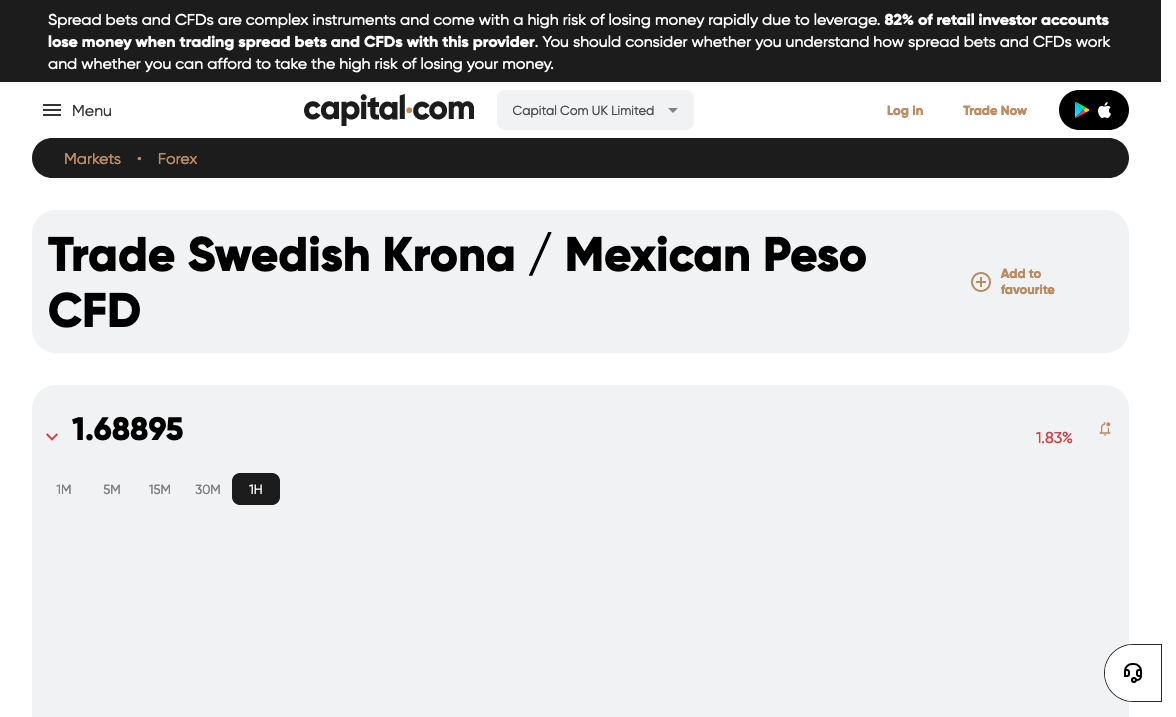 Spread bets and CFDs are complex instruments and come with a high risk of losing money rapidly due to leverage. 82% of retail investor accounts
lose money when trading spread bets and CFDs with this provider. You should consider whether you understand how spread bets and CFDs work
and whether you can afford to take the high risk of losing your money.
Menu
capital.com
Capital Com UK Limited
Log In
Trade Now
Markets • Forex
Trade Swedish Krona / Mexican Peso
CFD
Add to
favourite
1.68895
1.83%
1M 5M 15M 30M 1H